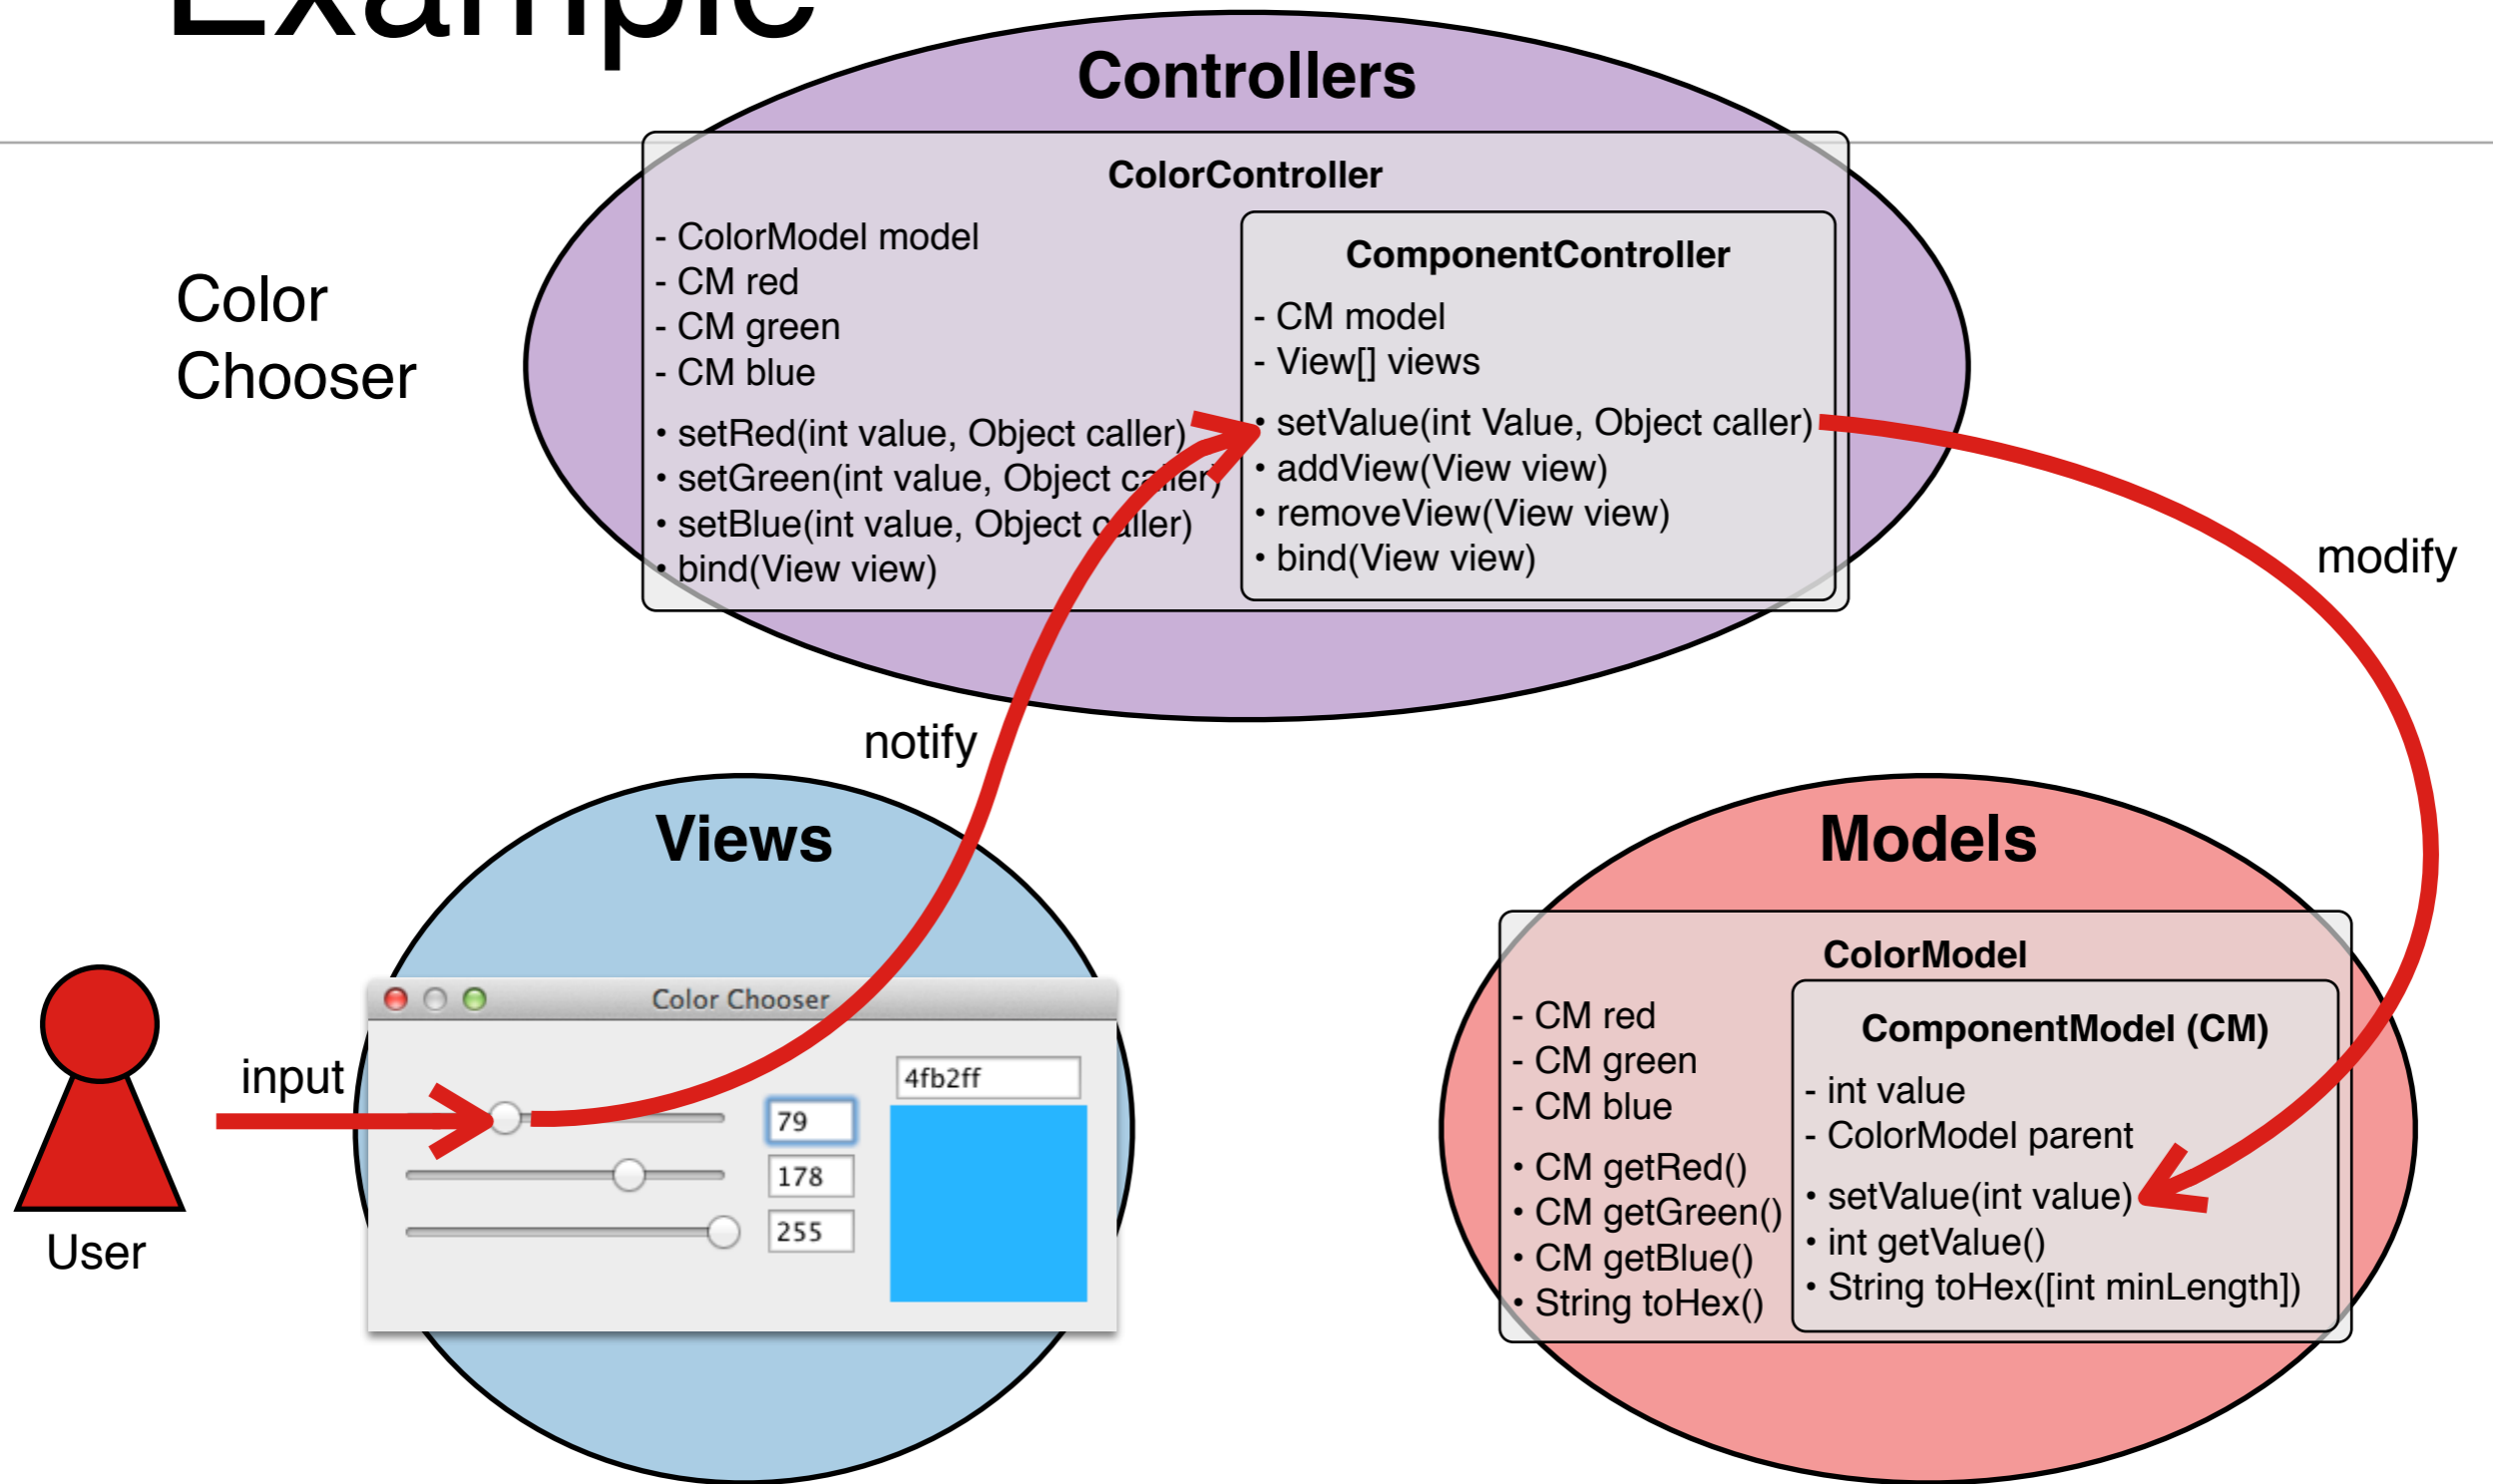 Example
Controllers
ColorController
- ColorModel model
- CM red
- CM green
- CM blue
• setRed(int value, Object caller)
• setGreen(int value, Object caller)
• setBlue(int value, Object caller)
• bind(View view)
ComponentController
- CM model
- View[] views
• setValue(int Value, Object caller)
• addView(View view)
• removeView(View view)
• bind(View view)
Color
Chooser
modify
notify
Views
Color Chooser
4fb2ff
79
178
255
input
User
Models
ColorModel
- CM red
- CM green
- CM blue
• CM getRed()
• CM getGreen()
• CM getBlue()
• String toHex()
ComponentModel (CM)
- int value
- ColorModel parent
• setValue(int value)
• int getValue()
• String toHex([int minLength])